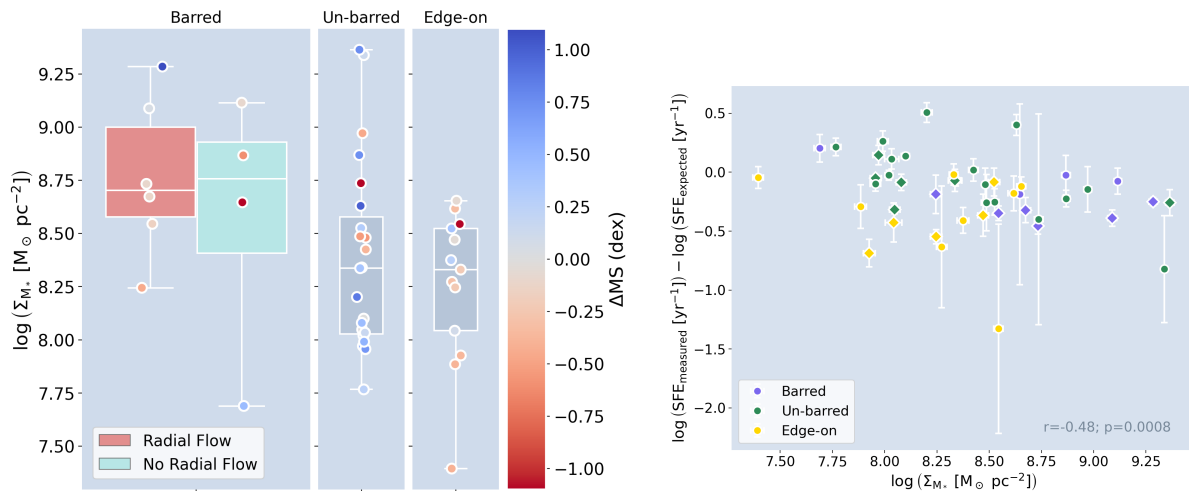 Barred Un-barred Edge-on
log (Σ_M* [M⊙ pc⁻²])
9.25
9.00
8.75
8.50
8.25
8.00
7.75
7.50
Radial Flow
No Radial Flow
1.00
0.75
0.50
0.25
0.00
−0.25
−0.50
−0.75
−1.00
ΔMS (dex)
log (SFE_measured [yr⁻¹]) − log (SFE_expected [yr⁻¹])
0.5
0.0
−0.5
−1.0
−1.5
−2.0
Barred
Un-barred
Edge-on
r=-0.48; p=0.0008
7.50 7.75 8.00 8.25 8.50 8.75 9.00 9.25
log (Σ_M* [M⊙ pc⁻²])